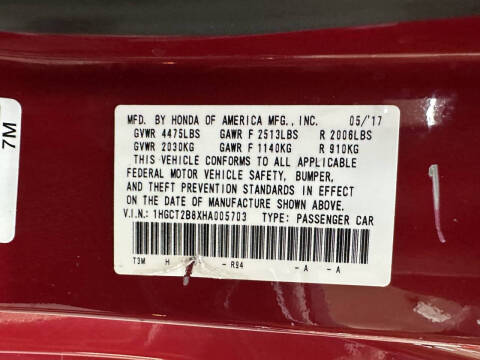 MFD. BY HONDA OF AMERICA MFG., INC. 05/'17
GVWR 4475LBS GAWR F 2513LBS R 2006LBS
GVWR 2030KG GAWR F 1140KG R 910KG
THIS VEHICLE CONFORMS TO ALL APPLICABLE
FEDERAL MOTOR VEHICLE SAFETY, BUMPER,
AND THEFT PREVENTION STANDARDS IN EFFECT
ON THE DATE OF MANUFACTURE SHOWN ABOVE.
V.I.N.: 1HGCT2B8XHA005703 TYPE: PASSENGER CAR
T3M H - R94 - A - A
7M